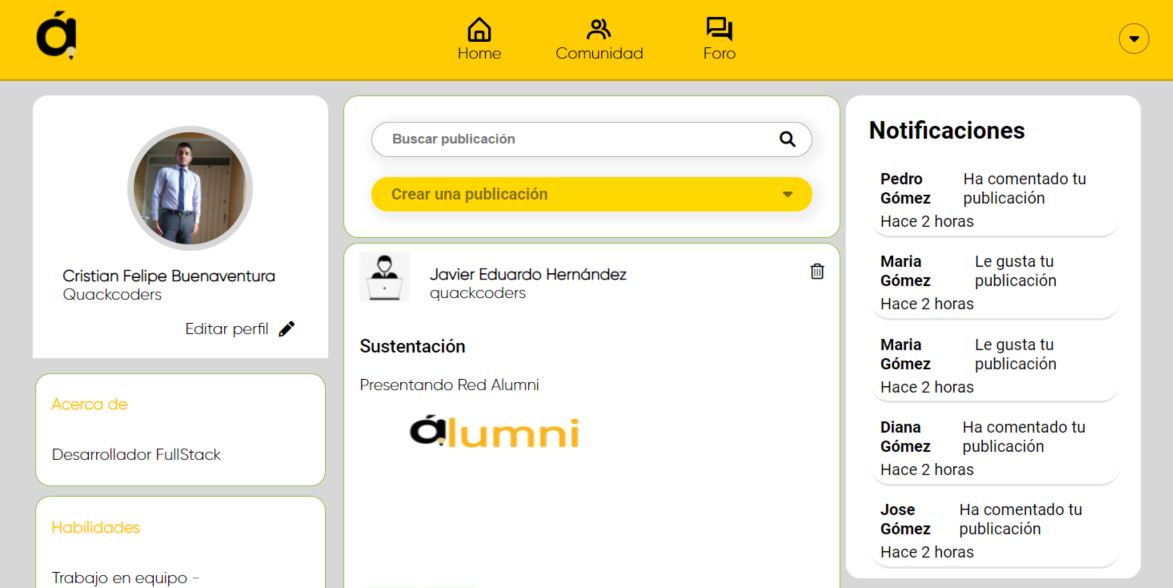 á
Home
Comunidad
Foro
Cristian Felipe Buenaventura
Quackcoders
Editar perfil
Acerca de
Desarrollador FullStack
Habilidades
Trabajo en equipo -
Buscar publicación
Crear una publicación
Javier Eduardo Hernández
quackcoders
Sustentación
Presentando Red Alumni
álumni
Notificaciones
Pedro Ha comentado tu
Gómez publicación
Hace 2 horas
Maria Le gusta tu
Gómez publicación
Hace 2 horas
Maria Le gusta tu
Gómez publicación
Hace 2 horas
Diana Ha comentado tu
Gómez publicación
Hace 2 horas
Jose Ha comentado tu
Gómez publicación
Hace 2 horas